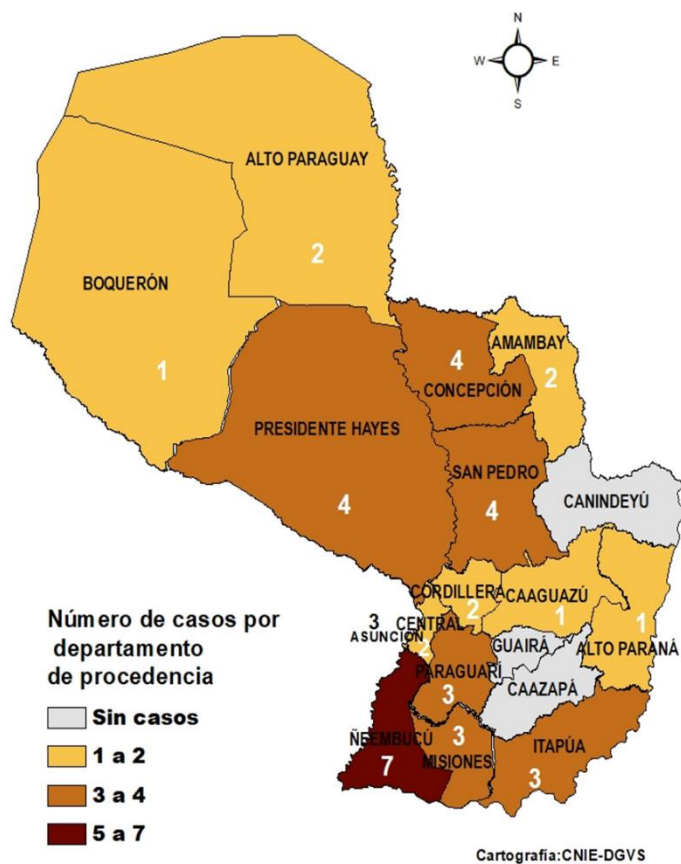 N
W E
S
ALTO PARAGUAY
2
BOQUERÓN
1
AMAMBAY
2
4
CONCEPCIÓN
PRESIDENTE HAYES
4
SAN PEDRO
4
CANINDEYÚ
CORDILLERA
2
CAAGUAZÚ
1
1
ALTO PARANÁ
3
ASUNCIÓN
CENTRAL
2
GUAIRÁ
PARAGUARÍ
3
CAAZAPÁ
ÑEEMBUCÚ
7
3
MISIONES
ITAPÚA
3
Número de casos por
departamento
de procedencia
Sin casos
1 a 2
3 a 4
5 a 7
Cartografía:CNIE-DGVS